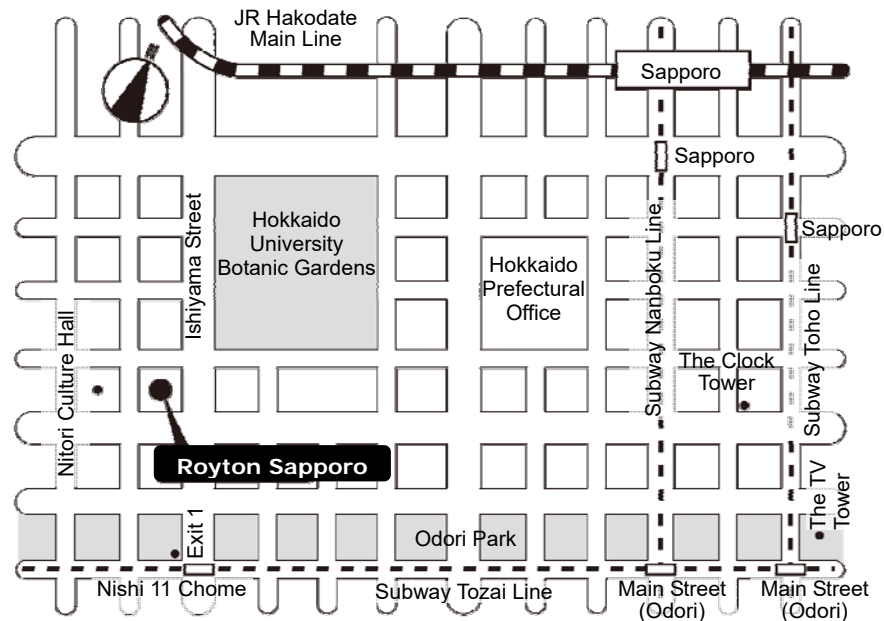 JR Hakodate
Main Line
Sapporo
Sapporo
Sapporo
Hokkaido
University
Botanic Gardens
Ishiyama Street
Hokkaido
Prefectural
Office
Subway Nanboku Line
Subway Toho Line
The Clock
Tower
Nitori Culture Hall
Royton Sapporo
Exit 1
Odori Park
The TV
Tower
Nishi 11 Chome
Subway Tozai Line
Main Street
(Odori)
Main Street
(Odori)